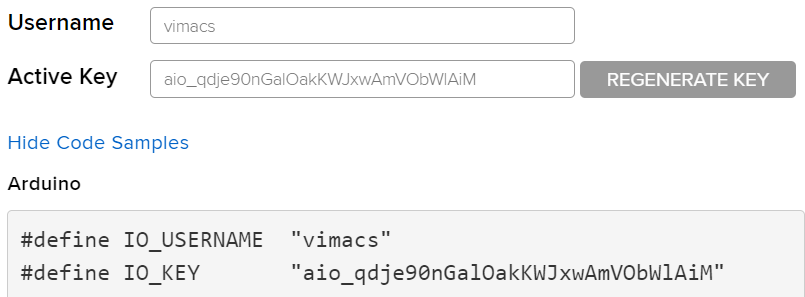 Username
vimacs
Active Key
aio_qdje90nGalOakKWJxwAmVObWlAiM
REGENERATE KEY
Hide Code Samples
Arduino
#define IO_USERNAME  "vimacs"
#define IO_KEY       "aio_qdje90nGalOakKWJxwAmVObWlAiM"